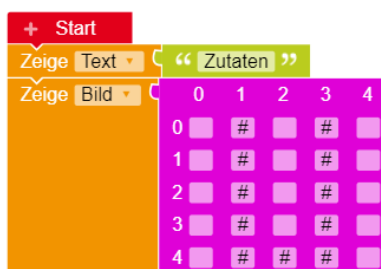 + Start
Zeige Text “ Zutaten ”
Zeige Bild 0 1 2 3 4
0 # #
1 # #
2 # #
3 # #
4 # # #